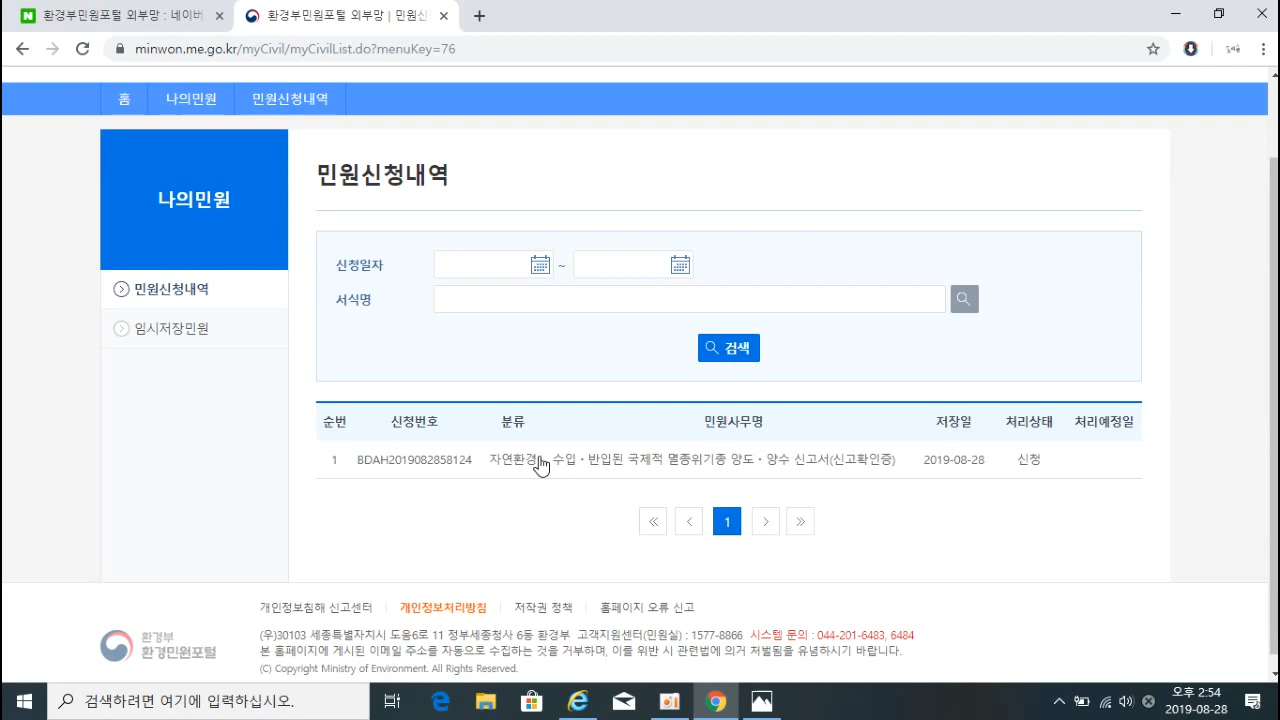 환경부민원포털 외부망 : 네이버
환경부민원포털 외부망 | 민원신
minwon.me.go.kr/myCivil/myCivilList.do?menuKey=76
홈 나의민원 민원신청내역
나의민원
민원신청내역
임시저장민원
민원신청내역
신청일자 ~
서식명
검색
순번 신청번호 분류 민원사무명 저장일 처리상태 처리예정일
1 BDAH2019082858124 자연환경 수입・반입된 국제적 멸종위기종 양도・양수 신고서(신고확인증) 2019-08-28 신청
« ‹ 1 › »
개인정보침해 신고센터 개인정보처리방침 저작권 정책 홈페이지 오류 신고
환경부
환경민원포털
(우)30103 세종특별자치시 도움6로 11 정부세종청사 6동 환경부 고객지원센터(민원실) : 1577-8866 시스템 문의 : 044-201-6483, 6484
본 홈페이지에 게시된 이메일 주소를 자동으로 수집하는 것을 거부하며, 이를 위반 시 관련법에 의거 처벌됨을 유념하시기 바랍니다.
(C) Copyright Ministry of Environment. All Rights Reserved.
검색하려면 여기에 입력하십시오.
오후 2:54
2019-08-28